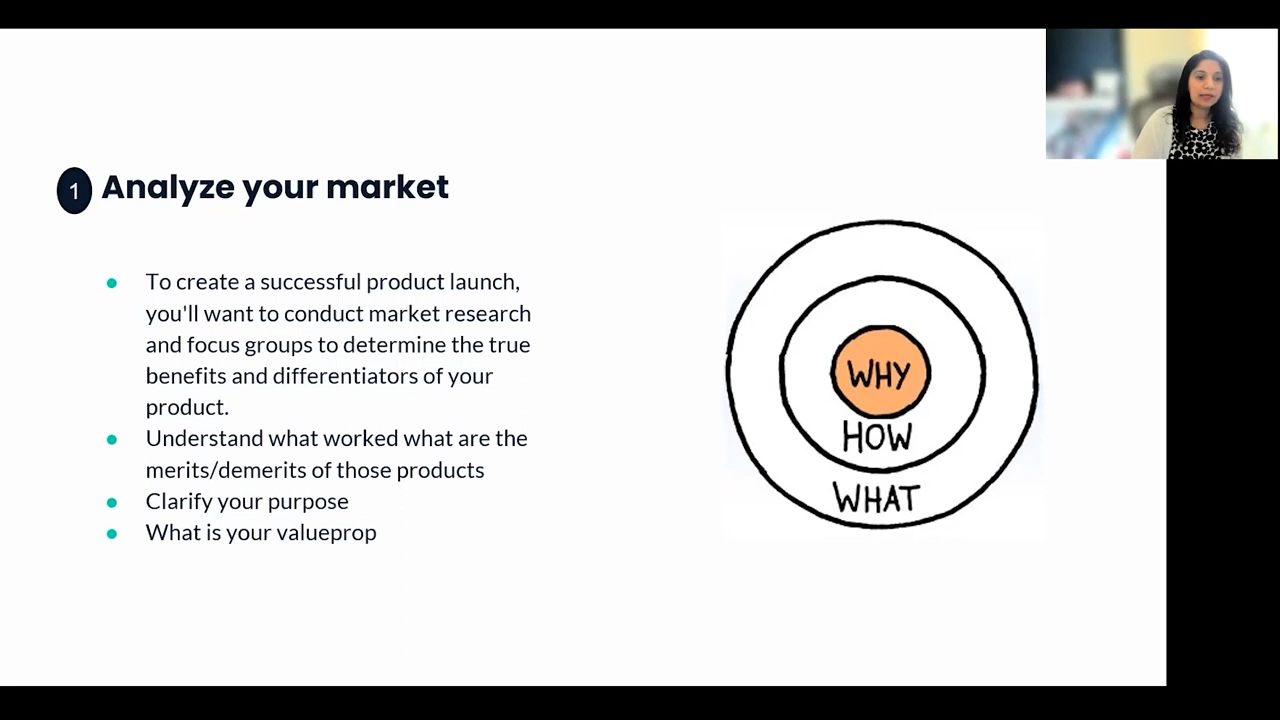 1 Analyze your market
To create a successful product launch,
you'll want to conduct market research
and focus groups to determine the true
benefits and differentiators of your
product.
Understand what worked what are the
merits/demerits of those products
Clarify your purpose
What is your valueprop
WHY
HOW
WHAT